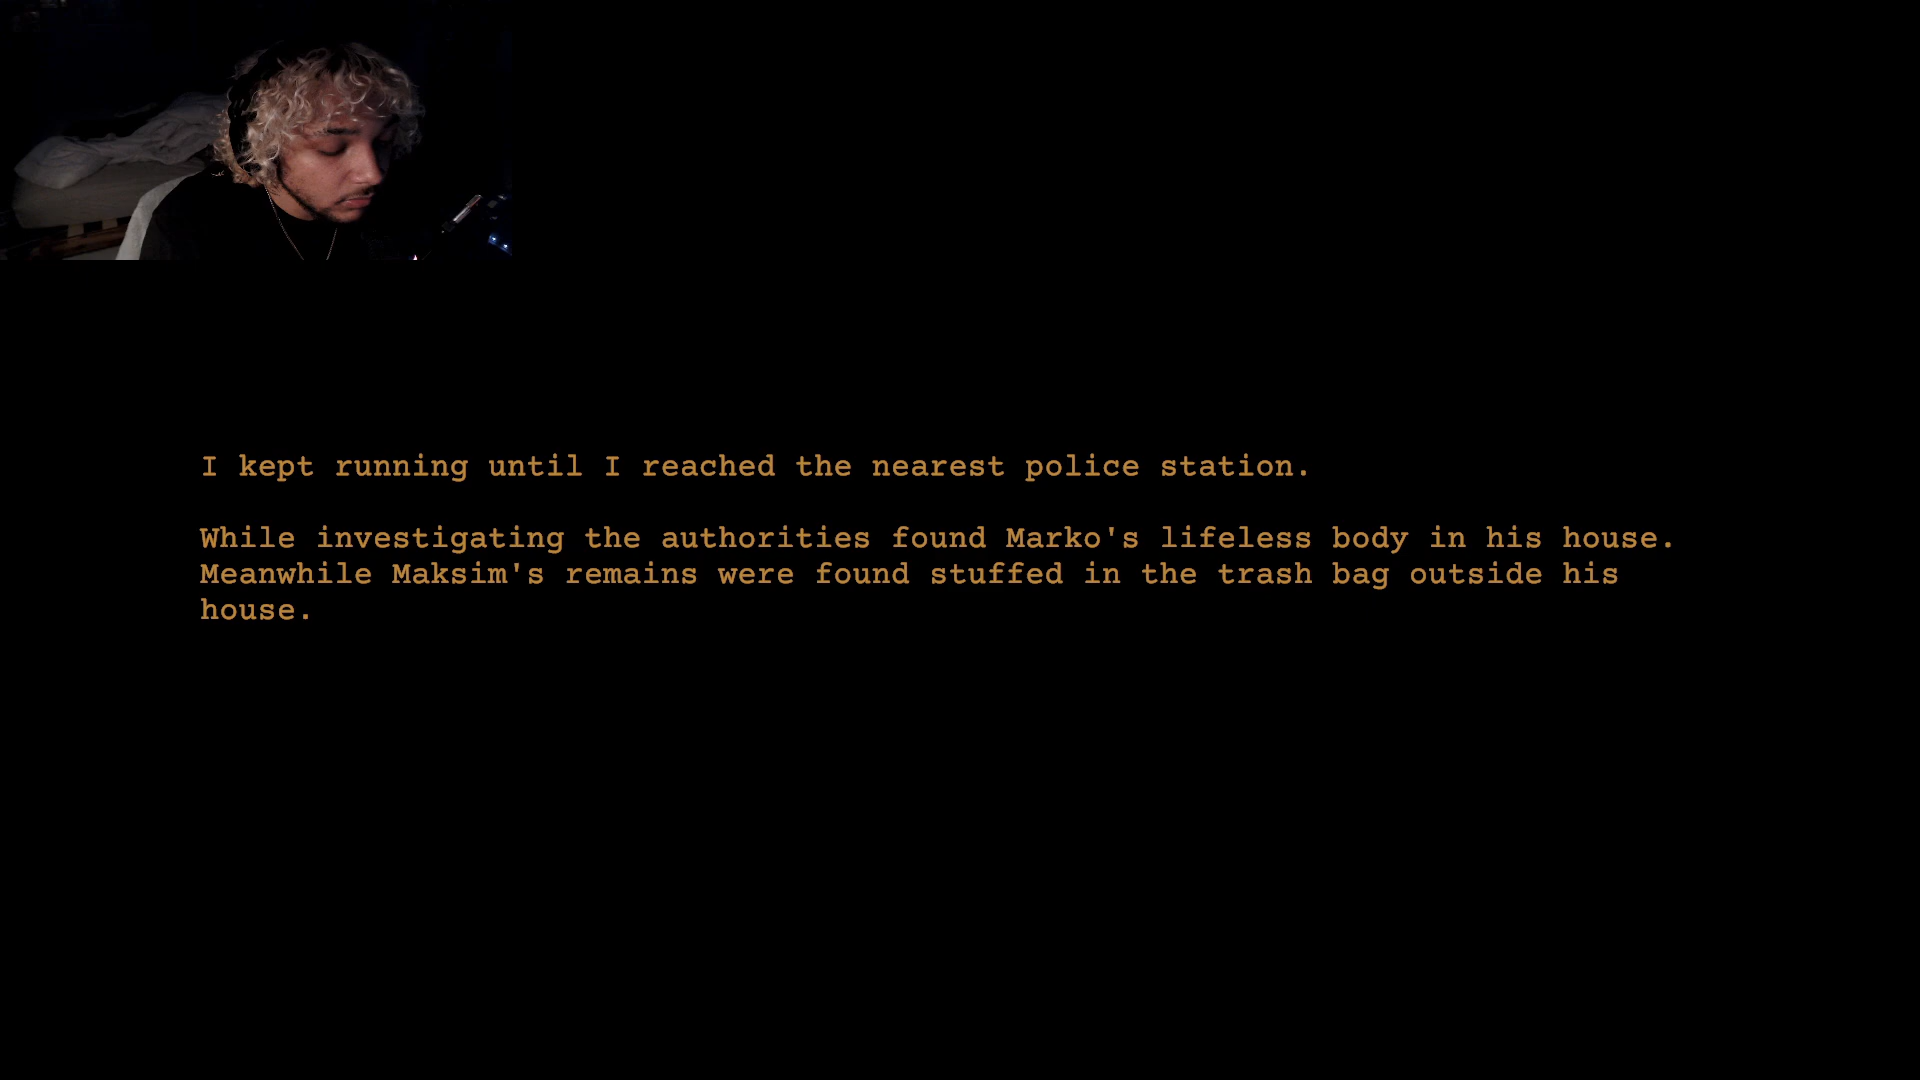 I kept running until I reached the nearest police station.
While investigating the authorities found Marko's lifeless body in his house.
Meanwhile Maksim's remains were found stuffed in the trash bag outside his
house.